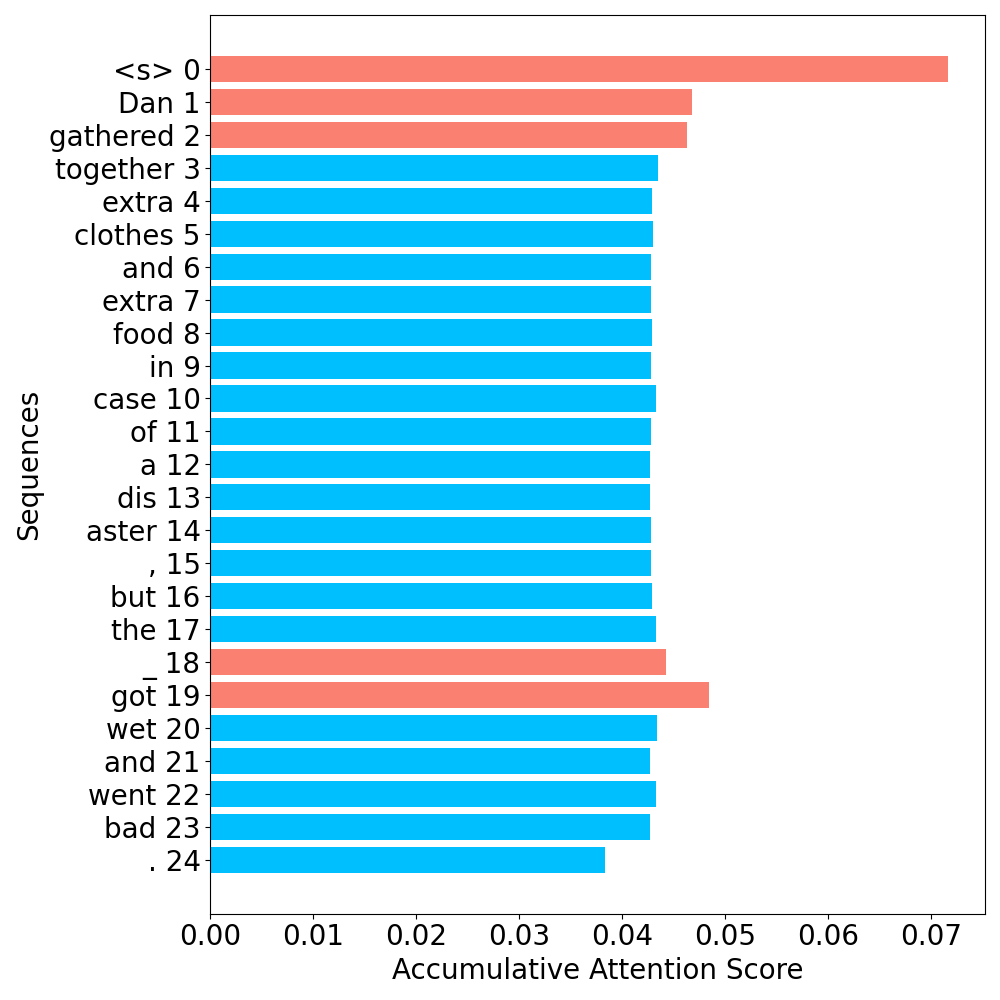 <s> 0
Dan 1
gathered 2
together 3
extra 4
clothes 5
and 6
extra 7
food 8
in 9
case 10
of 11
a 12
dis 13
aster 14
, 15
but 16
the 17
_ 18
got 19
wet 20
and 21
went 22
bad 23
. 24
Sequences
0.00 0.01 0.02 0.03 0.04 0.05 0.06 0.07
Accumulative Attention Score